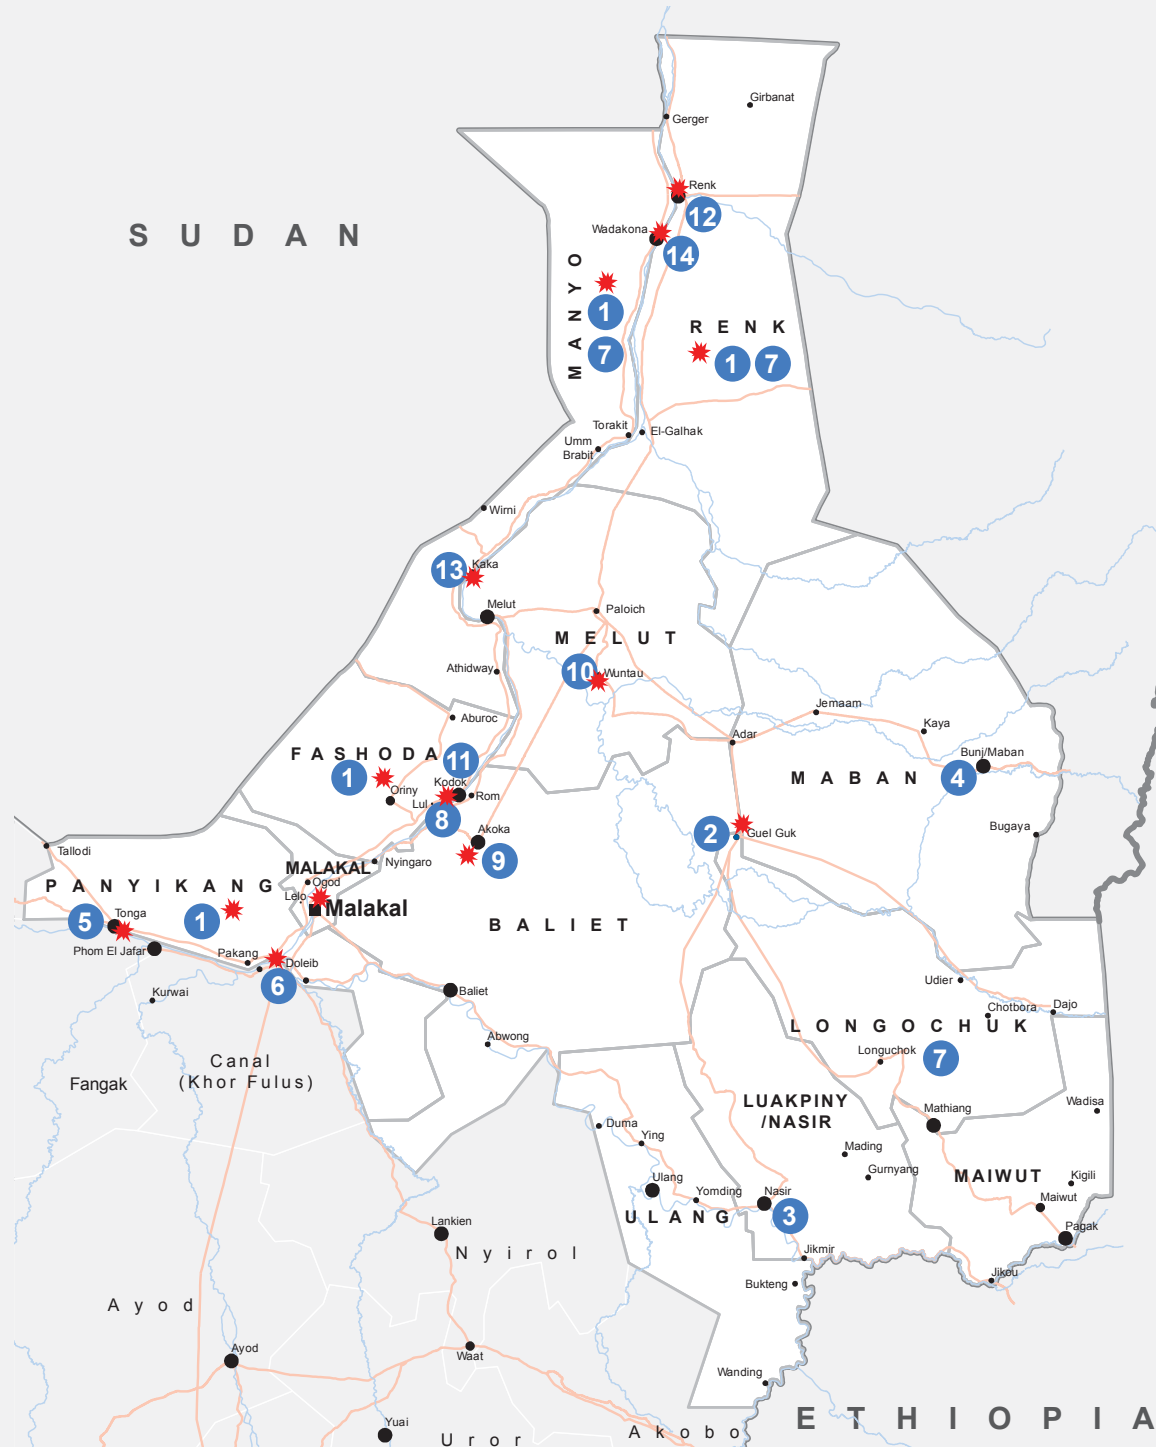 Girbanat
Gerger
Renk
12
SUDAN
Wadakona
14
MANYO
1
7
RENK
1
7
Torakit
El-Galhak
Umm
Brabit
Wirni
13
Kaka
Melut
Paloich
MELUT
Athidway
10
Wuntau
Jemaam
Aburoc
Kaya
Adar
FASHODA
11
Bunj/Maban
1
Kodok
MABAN
4
Oriny
Rom
Lul
8
Akoka
2
Guel Guk
Bugaya
Tallodi
9
Nyingaro
MALAKAL
PANYIKANG
Ogod
Lelo
Malakal
5
Tonga
1
BALIET
Phom El Jafar
Pakang
Doleib
6
Udier
Kurwai
Baliet
Chotbora
Dajo
LONGOCHUK
Abwong
Longuchok
7
Canal
(Khor Fulus)
Fangak
LUAKPINY
/NASIR
Mathiang
Wadisa
Duma
Ying
Mading
Gurnyang
MAIWUT
Kigili
Ulang
Yomding
Nasir
Maiwut
ULANG
3
Pagak
Lankien
Nyirol
Jikmir
Jikou
Bukteng
Ayod
Ayod
Waat
Wanding
ETHIOPIA
Yuai
Uror
Akobo